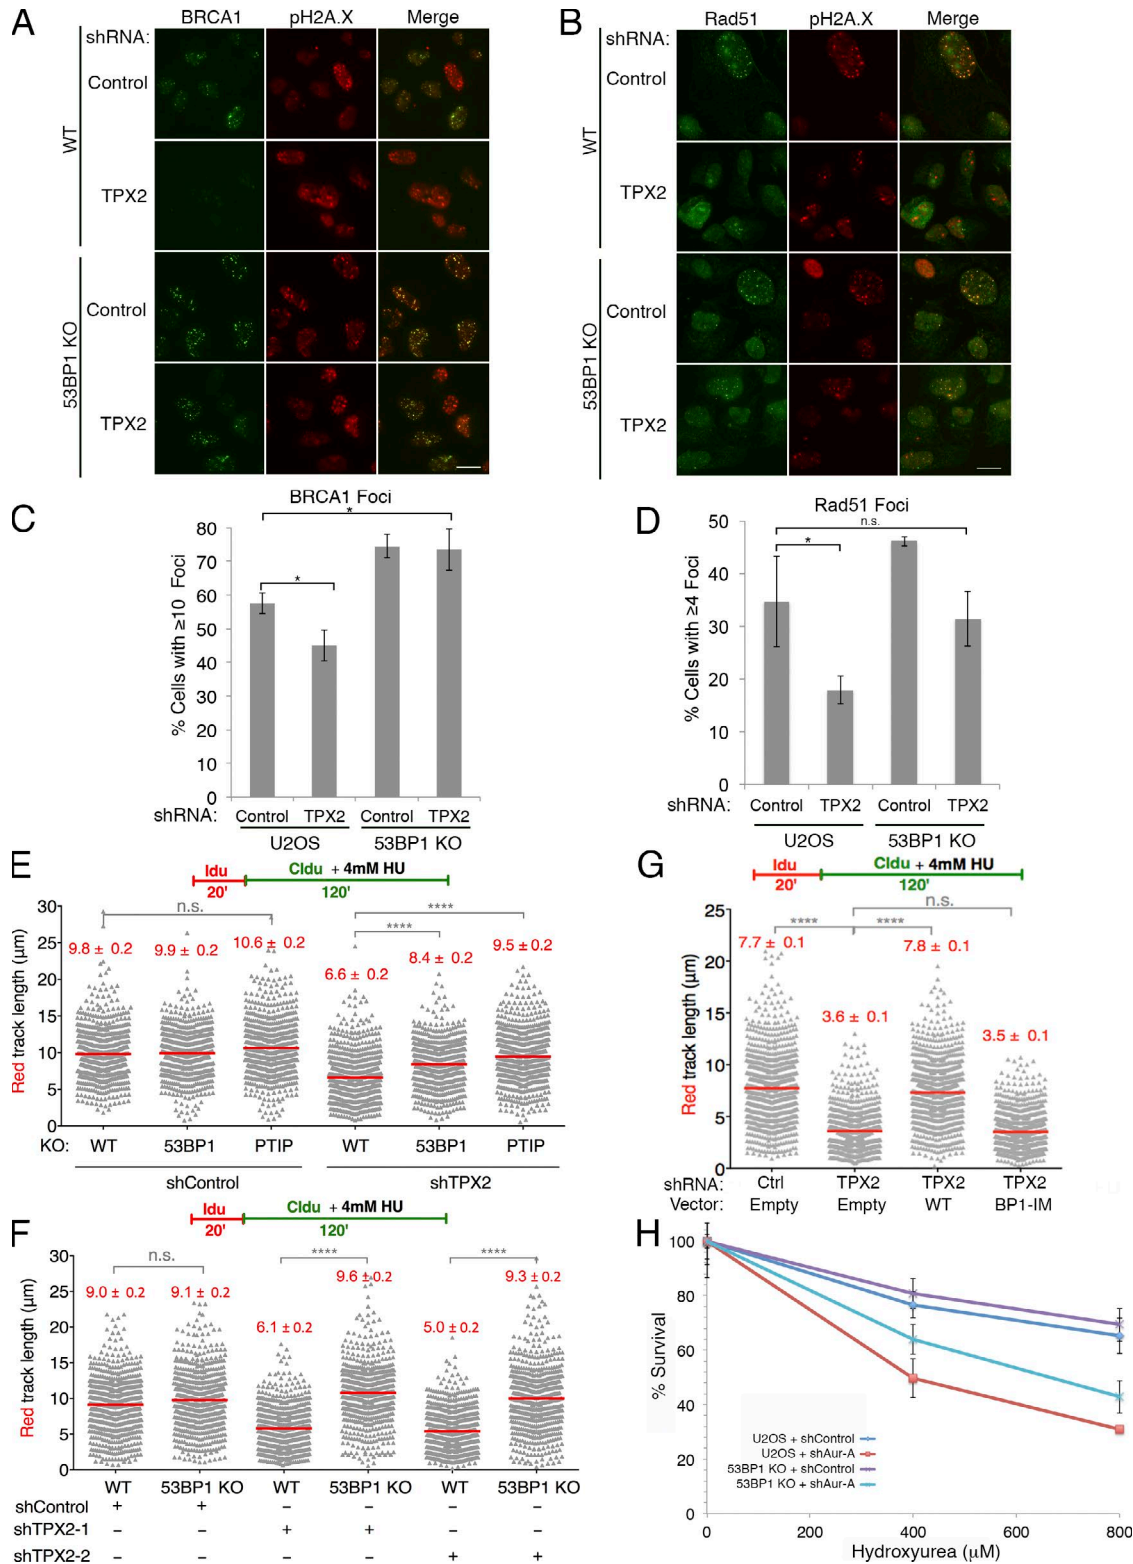 A
BRCA1 pH2A.X Merge
shRNA:
Control
WT
TPX2
Control
53BP1 KO
TPX2
B
Rad51 pH2A.X Merge
shRNA:
Control
WT
TPX2
Control
53BP1 KO
TPX2
C
BRCA1 Foci
% Cells with ≥10 Foci
80
70
60
50
40
30
20
10
0
*
*
shRNA: Control TPX2 Control TPX2
U2OS 53BP1 KO
D
Rad51 Foci
% Cells with ≥4 Foci
50
40
30
20
10
0
n.s.
*
shRNA: Control TPX2 Control TPX2
U2OS 53BP1 KO
E
Idu Cldu + 4mM HU
20' 120'
Red track length (µm)
30
25
20
15
10
5
0
n.s. **** ****
9.8 ± 0.2 9.9 ± 0.2 10.6 ± 0.2 6.6 ± 0.2 8.4 ± 0.2 9.5 ± 0.2
KO: WT 53BP1 PTIP WT 53BP1 PTIP
shControl shTPX2
F
Idu Cldu + 4mM HU
20' 120'
Red track length (µm)
30
25
20
15
10
5
0
n.s. **** ****
9.0 ± 0.2 9.1 ± 0.2 6.1 ± 0.2 9.6 ± 0.2 5.0 ± 0.2 9.3 ± 0.2
WT 53BP1 KO WT 53BP1 KO WT 53BP1 KO
shControl + + – – – –
shTPX2-1 – – + + – –
shTPX2-2 – – – – + +
G
Idu Cldu + 4mM HU
20' 120'
Red track length (µm)
25
20
15
10
5
0
**** **** n.s.
7.7 ± 0.1 3.6 ± 0.1 7.8 ± 0.1 3.5 ± 0.1
shRNA: Ctrl TPX2 TPX2 TPX2
Vector: Empty Empty WT BP1-IM
H
% Survival
100
80
60
40
20
0
U2OS + shControl
U2OS + shAur-A
53BP1 KO + shControl
53BP1 KO + shAur-A
0 200 400 600 800
Hydroxyurea (µM)